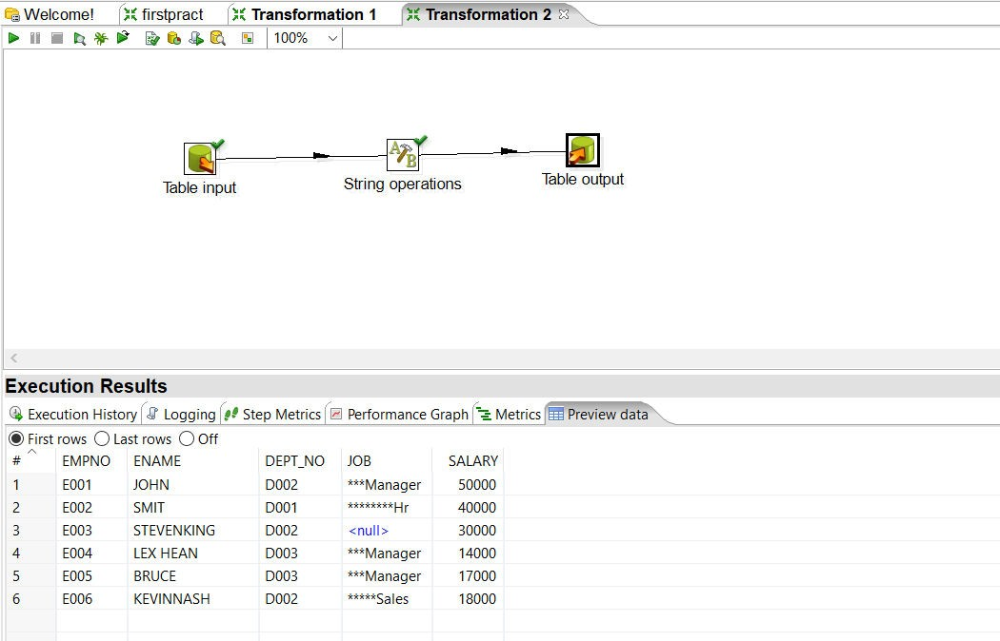 Welcome! firstpract Transformation 1 Transformation 2
100%
Table input String operations Table output
Execution Results
Execution History Logging Step Metrics Performance Graph Metrics Preview data
First rows Last rows Off
# EMPNO ENAME DEPT_NO JOB SALARY
1 E001 JOHN D002 ***Manager 50000
2 E002 SMIT D001 ********Hr 40000
3 E003 STEVENKING D002 <null> 30000
4 E004 LEX HEAN D003 ***Manager 14000
5 E005 BRUCE D003 ***Manager 17000
6 E006 KEVINNASH D002 *****Sales 18000